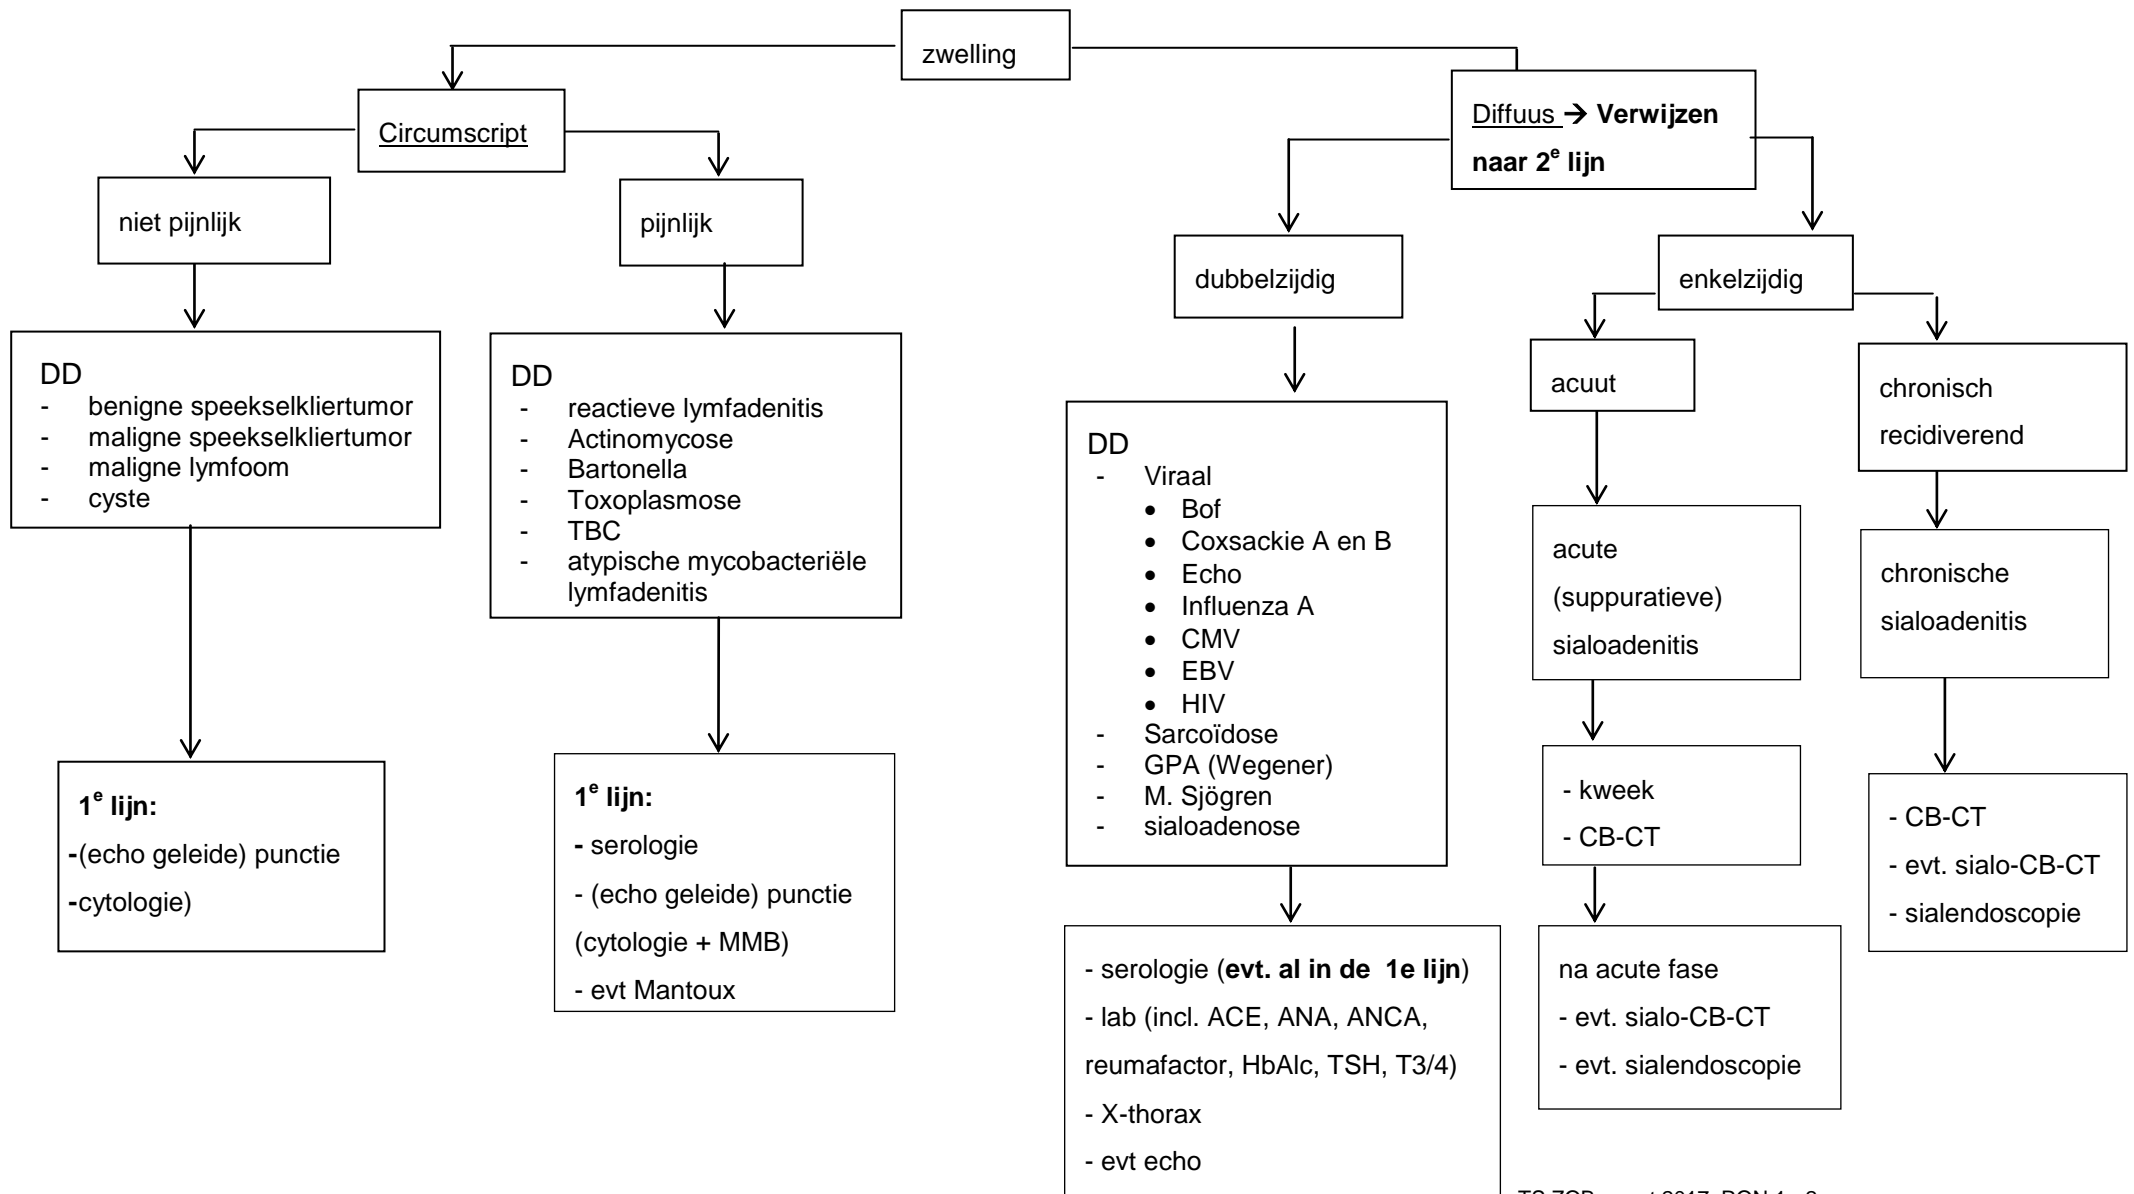 zwelling
Circumscript
Diffuus → Verwijzen
naar 2e lijn
niet pijnlijk
pijnlijk
dubbelzijdig
enkelzijdig
DD
- benigne speekselkliertumor
- maligne speekselkliertumor
- maligne lymfoom
- cyste
DD
- reactieve lymfadenitis
- Actinomycose
- Bartonella
- Toxoplasmose
- TBC
- atypische mycobacteriële
lymfadenitis
DD
- Viraal
• Bof
• Coxsackie A en B
• Echo
• Influenza A
• CMV
• EBV
• HIV
- Sarcoïdose
- GPA (Wegener)
- M. Sjögren
- sialoadenose
acuut
chronisch
recidiverend
acute
(suppuratieve)
sialoadenitis
chronische
sialoadenitis
1e lijn:
-(echo geleide) punctie
-cytologie)
1e lijn:
- serologie
- (echo geleide) punctie
(cytologie + MMB)
- evt Mantoux
- kweek
- CB-CT
- CB-CT
- evt. sialo-CB-CT
- sialendoscopie
- serologie (evt. al in de 1e lijn)
- lab (incl. ACE, ANA, ANCA,
reumafactor, HbAlc, TSH, T3/4)
- X-thorax
- evt echo
na acute fase
- evt. sialo-CB-CT
- evt. sialendoscopie